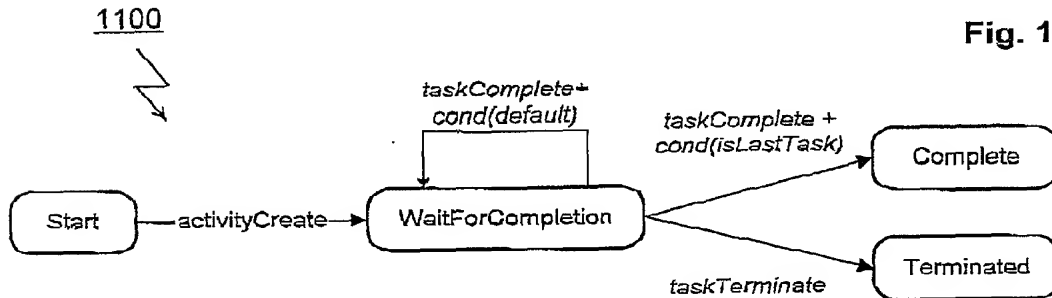 1100
Fig. 1
taskComplete+
cond(default)
taskComplete +
cond(isLastTask)
Complete
Start
activityCreate
WaitForCompletion
Terminated
taskTerminate